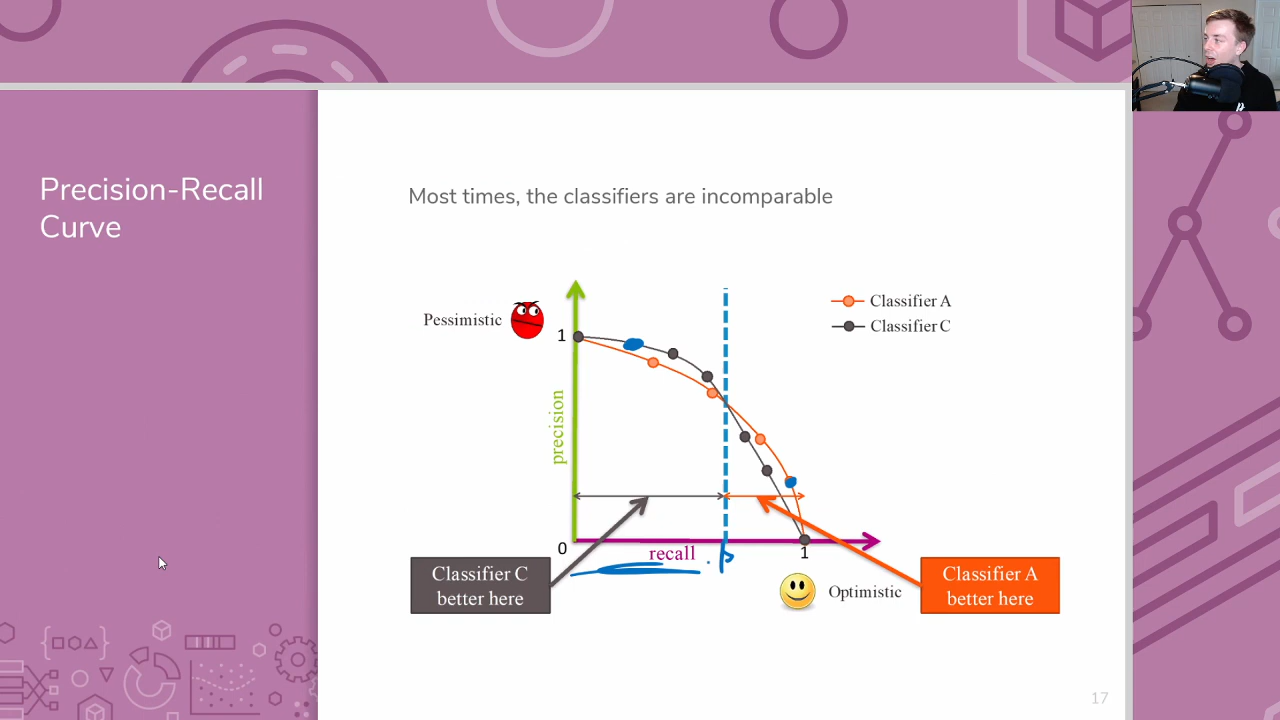 Precision-Recall
Curve
Most times, the classifiers are incomparable
Pessimistic
1
precision
0
recall
1
Classifier A
Classifier C
Classifier C
better here
Optimistic
Classifier A
better here
17